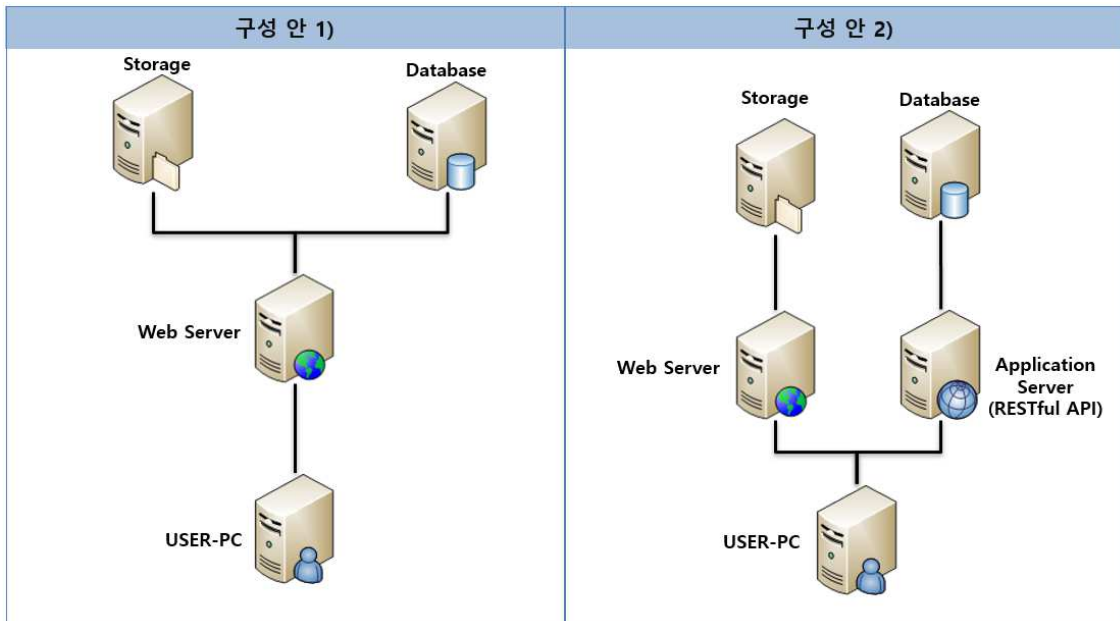 구성 안 1)
Storage
Database
Web Server
USER-PC
구성 안 2)
Storage
Database
Web Server
Application
Server
(RESTful API)
USER-PC